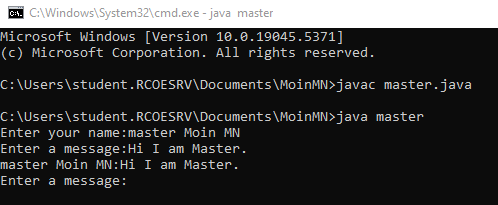 C:\Windows\System32\cmd.exe - java  master
Microsoft Windows [Version 10.0.19045.5371]
(c) Microsoft Corporation. All rights reserved.
C:\Users\student.RCOESRV\Documents\MoinMN>javac master.java
C:\Users\student.RCOESRV\Documents\MoinMN>java master
Enter your name:master Moin MN
Enter a message:Hi I am Master.
master Moin MN:Hi I am Master.
Enter a message: